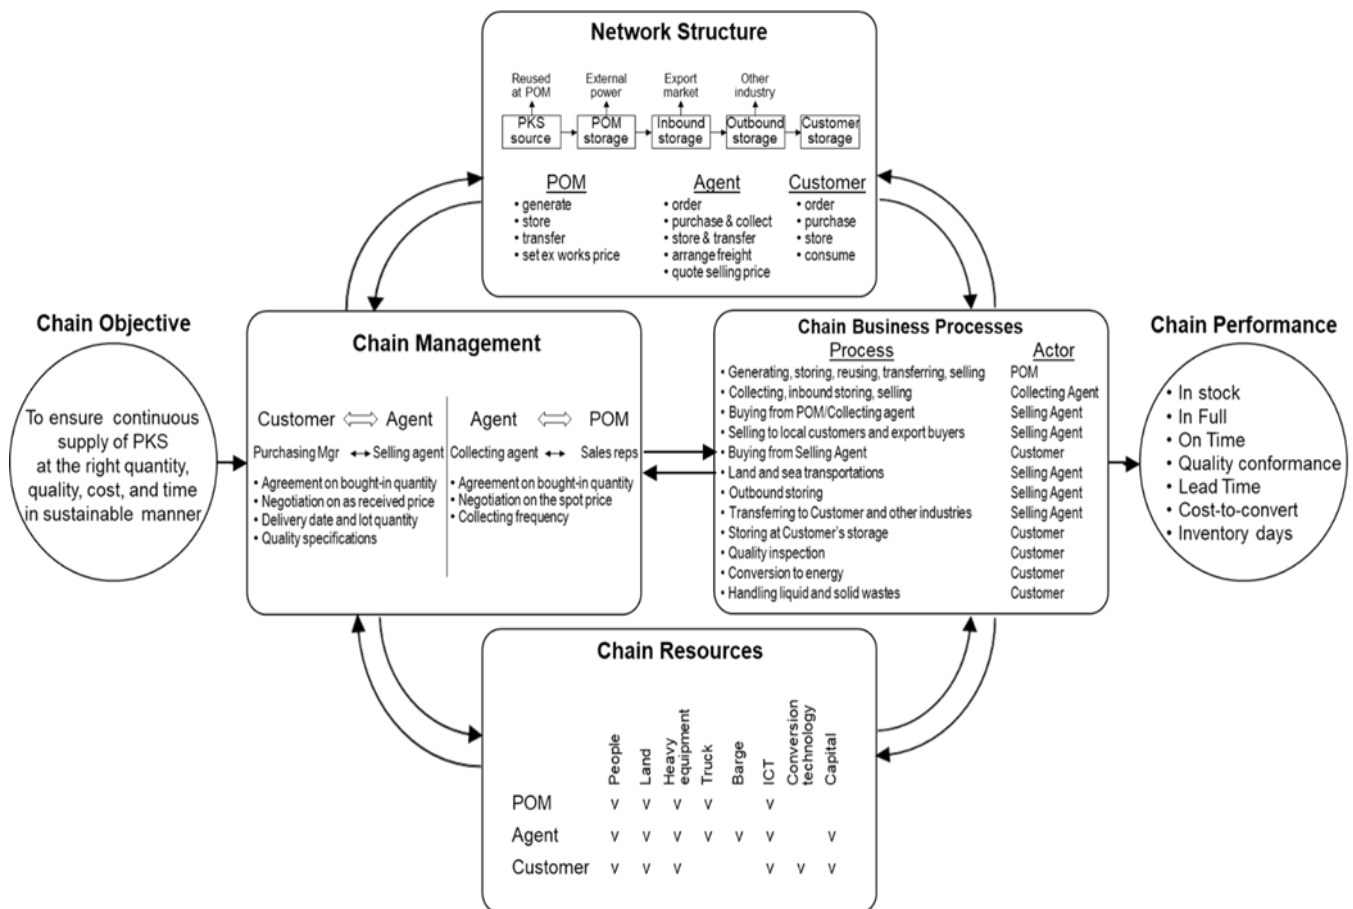 Network Structure
Reused
at POM
External
power
Export
market
Other
industry
PKS
source
POM
storage
Inbound
storage
Outbound
storage
Customer
storage
POM
• generate
• store
• transfer
• set ex works price
Agent
• order
• purchase & collect
• store & transfer
• arrange freight
• quote selling price
Customer
• order
• purchase
• store
• consume
Chain Objective
To ensure continuous
supply of PKS
at the right quantity,
quality, cost, and time
in sustainable manner
Chain Management
Customer Agent
Purchasing Mgr Selling agent
• Agreement on bought-in quantity
• Negotiation on as received price
• Delivery date and lot quantity
• Quality specifications
Agent POM
Collecting agent Sales reps
• Agreement on bought-in quantity
• Negotiation on the spot price
• Collecting frequency
Chain Business Processes
Process Actor
• Generating, storing, reusing, transferring, selling POM
• Collecting, inbound storing, selling Collecting Agent
• Buying from POM/Collecting agent Selling Agent
• Selling to local customers and export buyers Selling Agent
• Buying from Selling Agent Customer
• Land and sea transportations Selling Agent
• Outbound storing Selling Agent
• Transferring to Customer and other industries Selling Agent
• Storing at Customer's storage Customer
• Quality inspection Customer
• Conversion to energy Customer
• Handling liquid and solid wastes Customer
Chain Performance
• In stock
• In Full
• On Time
• Quality conformance
• Lead Time
• Cost-to-convert
• Inventory days
Chain Resources
People
Land
Heavy
equipment
Truck
Barge
ICT
Conversion
technology
Capital
POM v v v v v
Agent v v v v v v v
Customer v v v v v v